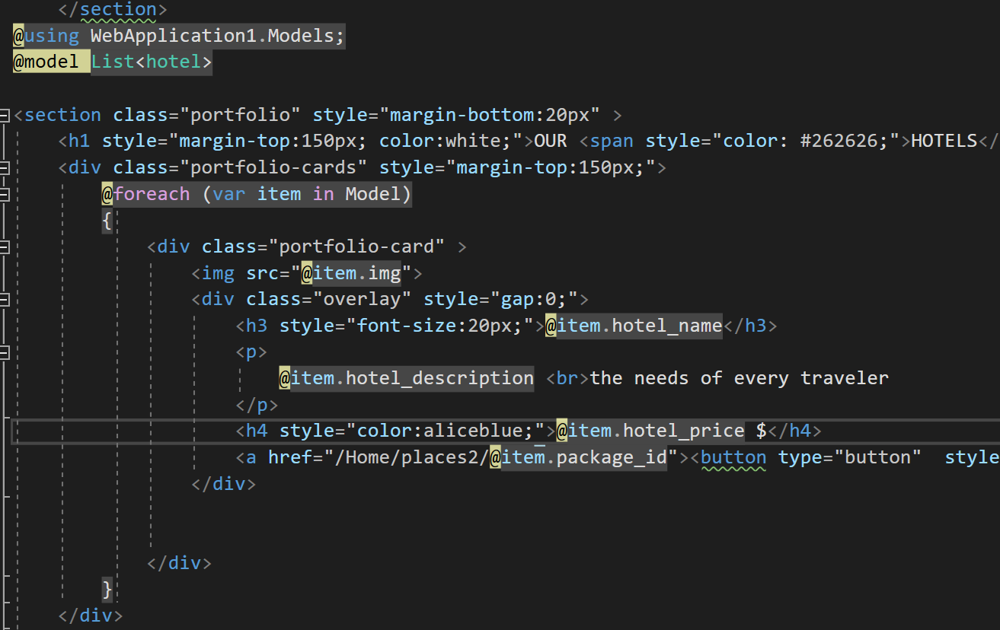 </section>
@using WebApplication1.Models;
@model List<hotel>
<section class="portfolio" style="margin-bottom:20px" >
<h1 style="margin-top:150px; color:white;">OUR <span style="color: #262626;">HOTELS</
<div class="portfolio-cards" style="margin-top:150px;">
@foreach (var item in Model)
{
<div class="portfolio-card" >
<img src="@item.img">
<div class="overlay" style="gap:0;">
<h3 style="font-size:20px;">@item.hotel_name</h3>
<p>
@item.hotel_description <br>the needs of every traveler
</p>
<h4 style="color:aliceblue;">@item.hotel_price $</h4>
<a href="/Home/places2/@item.package_id"><button type="button"  style
</div>
</div>
}
</div>